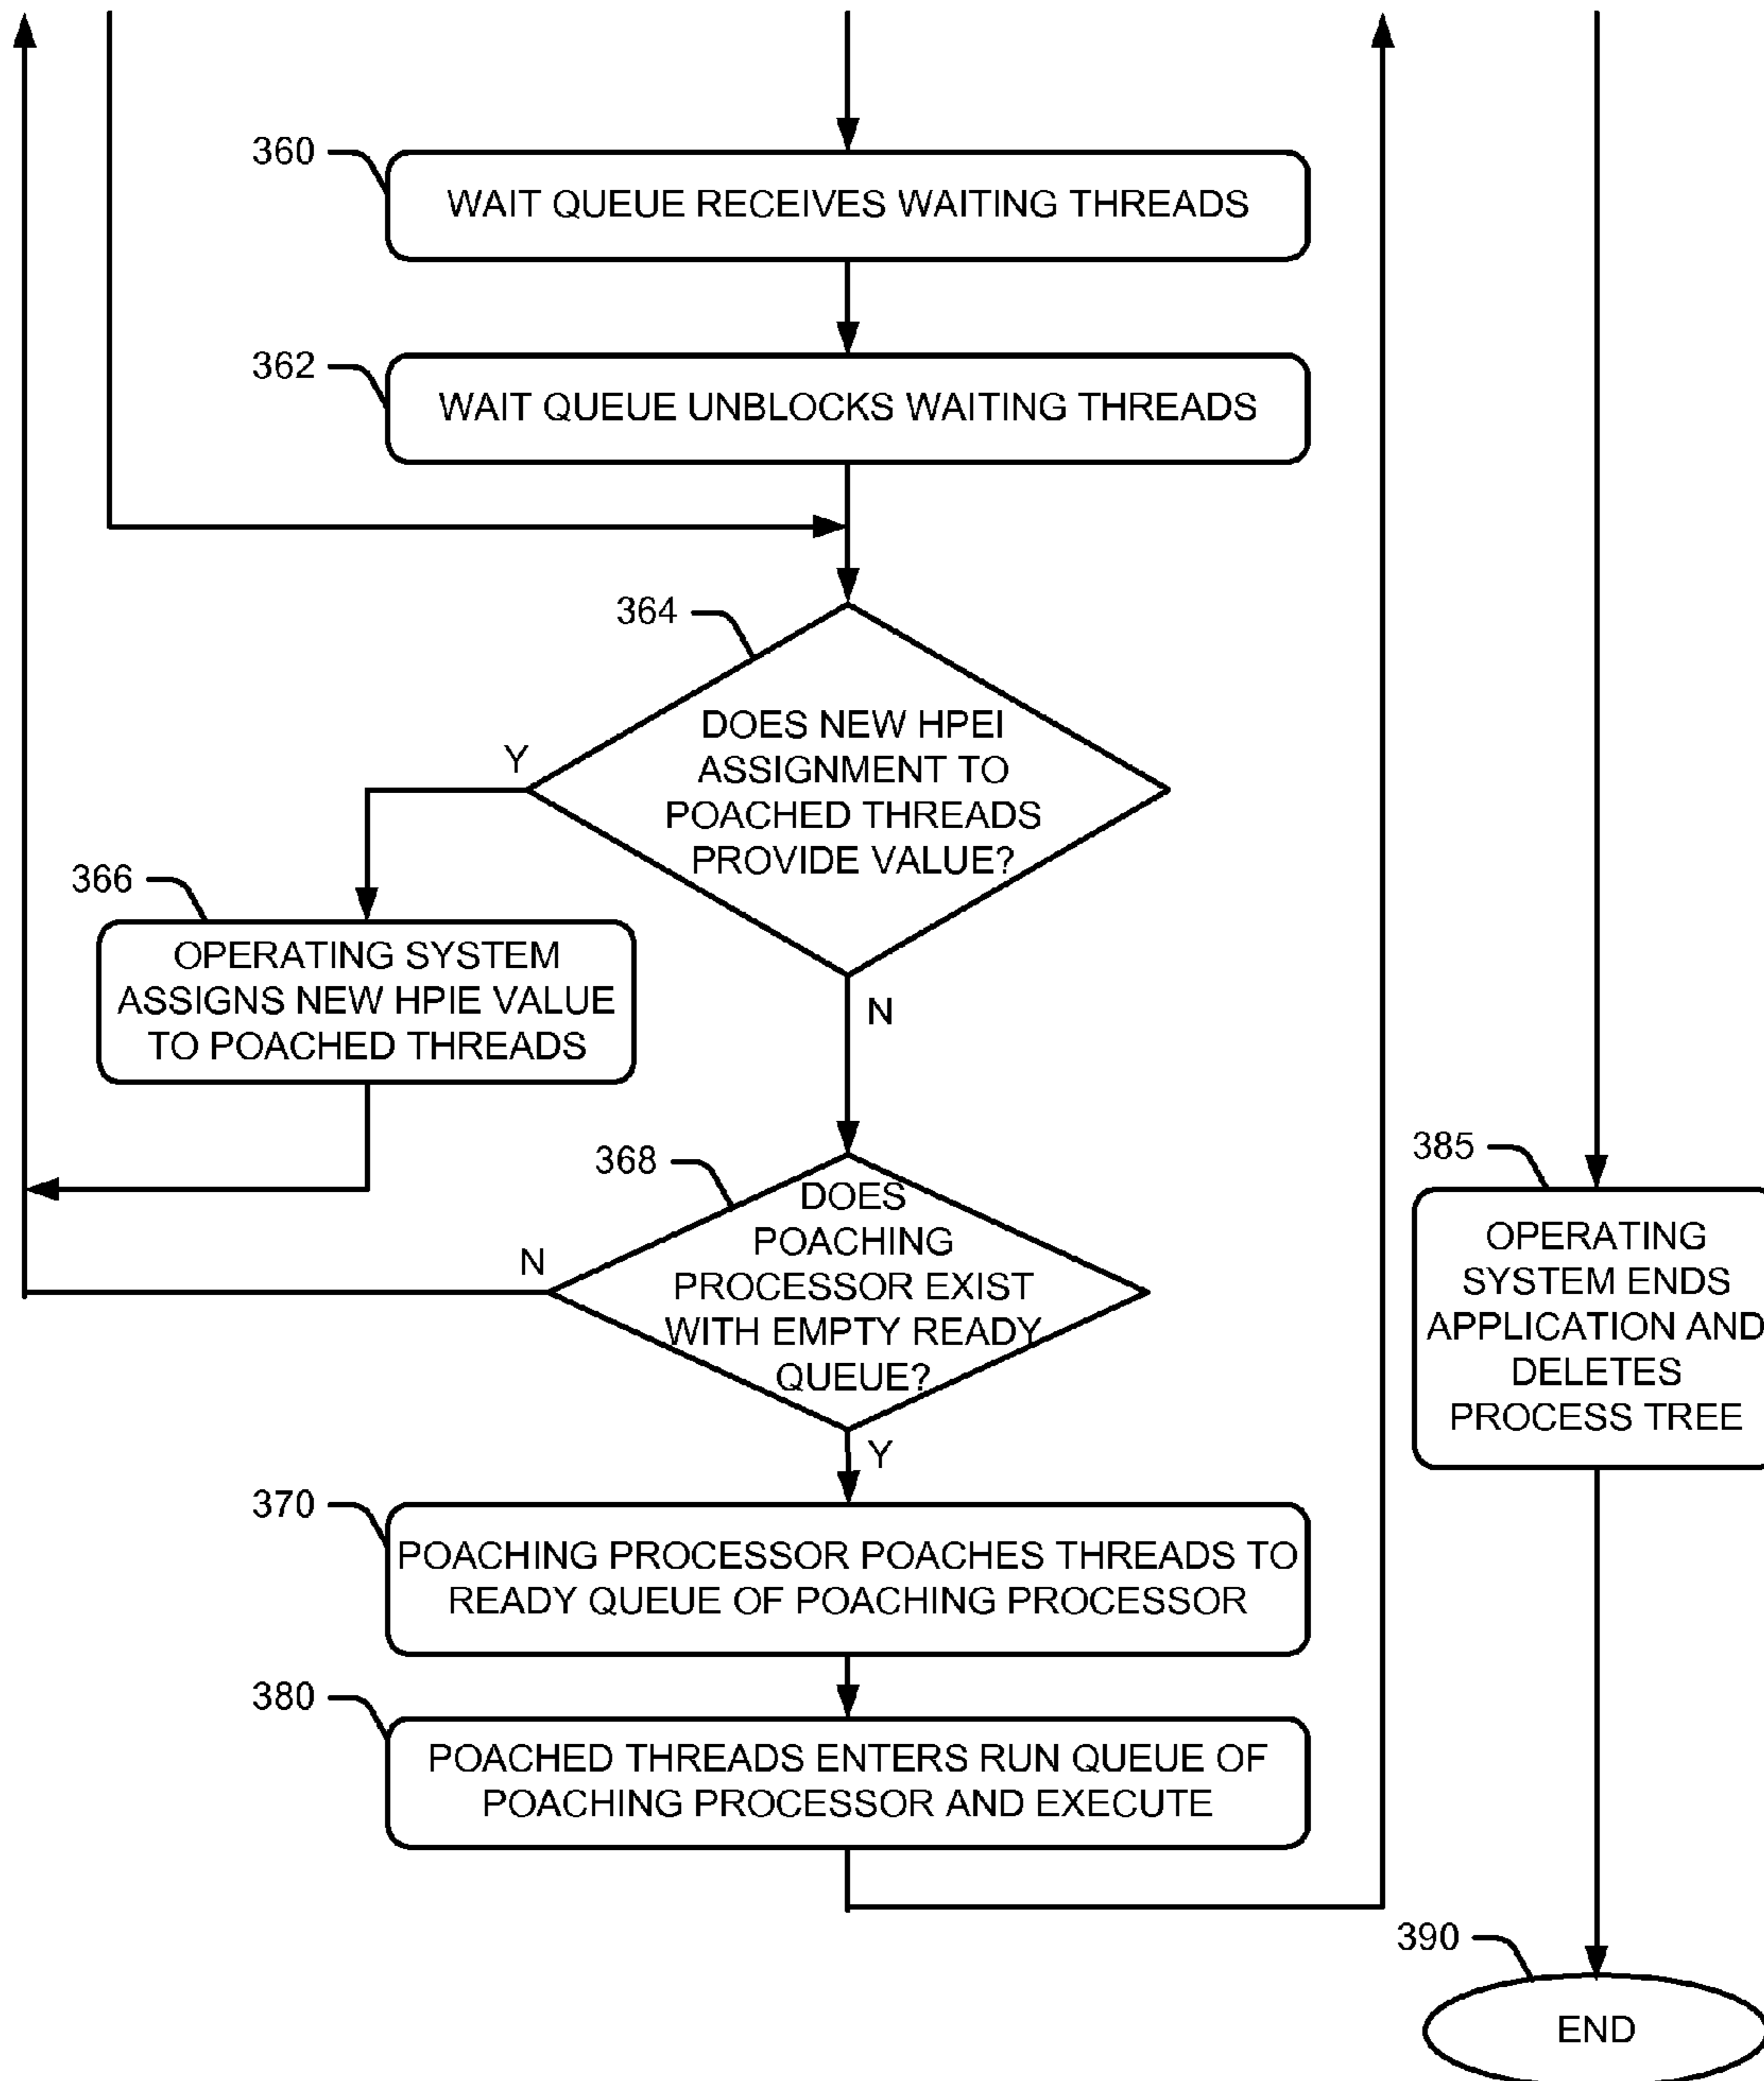 360
WAIT QUEUE RECEIVES WAITING THREADS
362
WAIT QUEUE UNBLOCKS WAITING THREADS
364
DOES NEW HPEI
ASSIGNMENT TO
POACHED THREADS
PROVIDE VALUE?
Y
N
366
OPERATING SYSTEM
ASSIGNS NEW HPIE VALUE
TO POACHED THREADS
368
DOES
POACHING
PROCESSOR EXIST
WITH EMPTY READY
QUEUE?
N
Y
370
POACHING PROCESSOR POACHES THREADS TO
READY QUEUE OF POACHING PROCESSOR
380
POACHED THREADS ENTERS RUN QUEUE OF
POACHING PROCESSOR AND EXECUTE
385
OPERATING
SYSTEM ENDS
APPLICATION AND
DELETES
PROCESS TREE
390
END